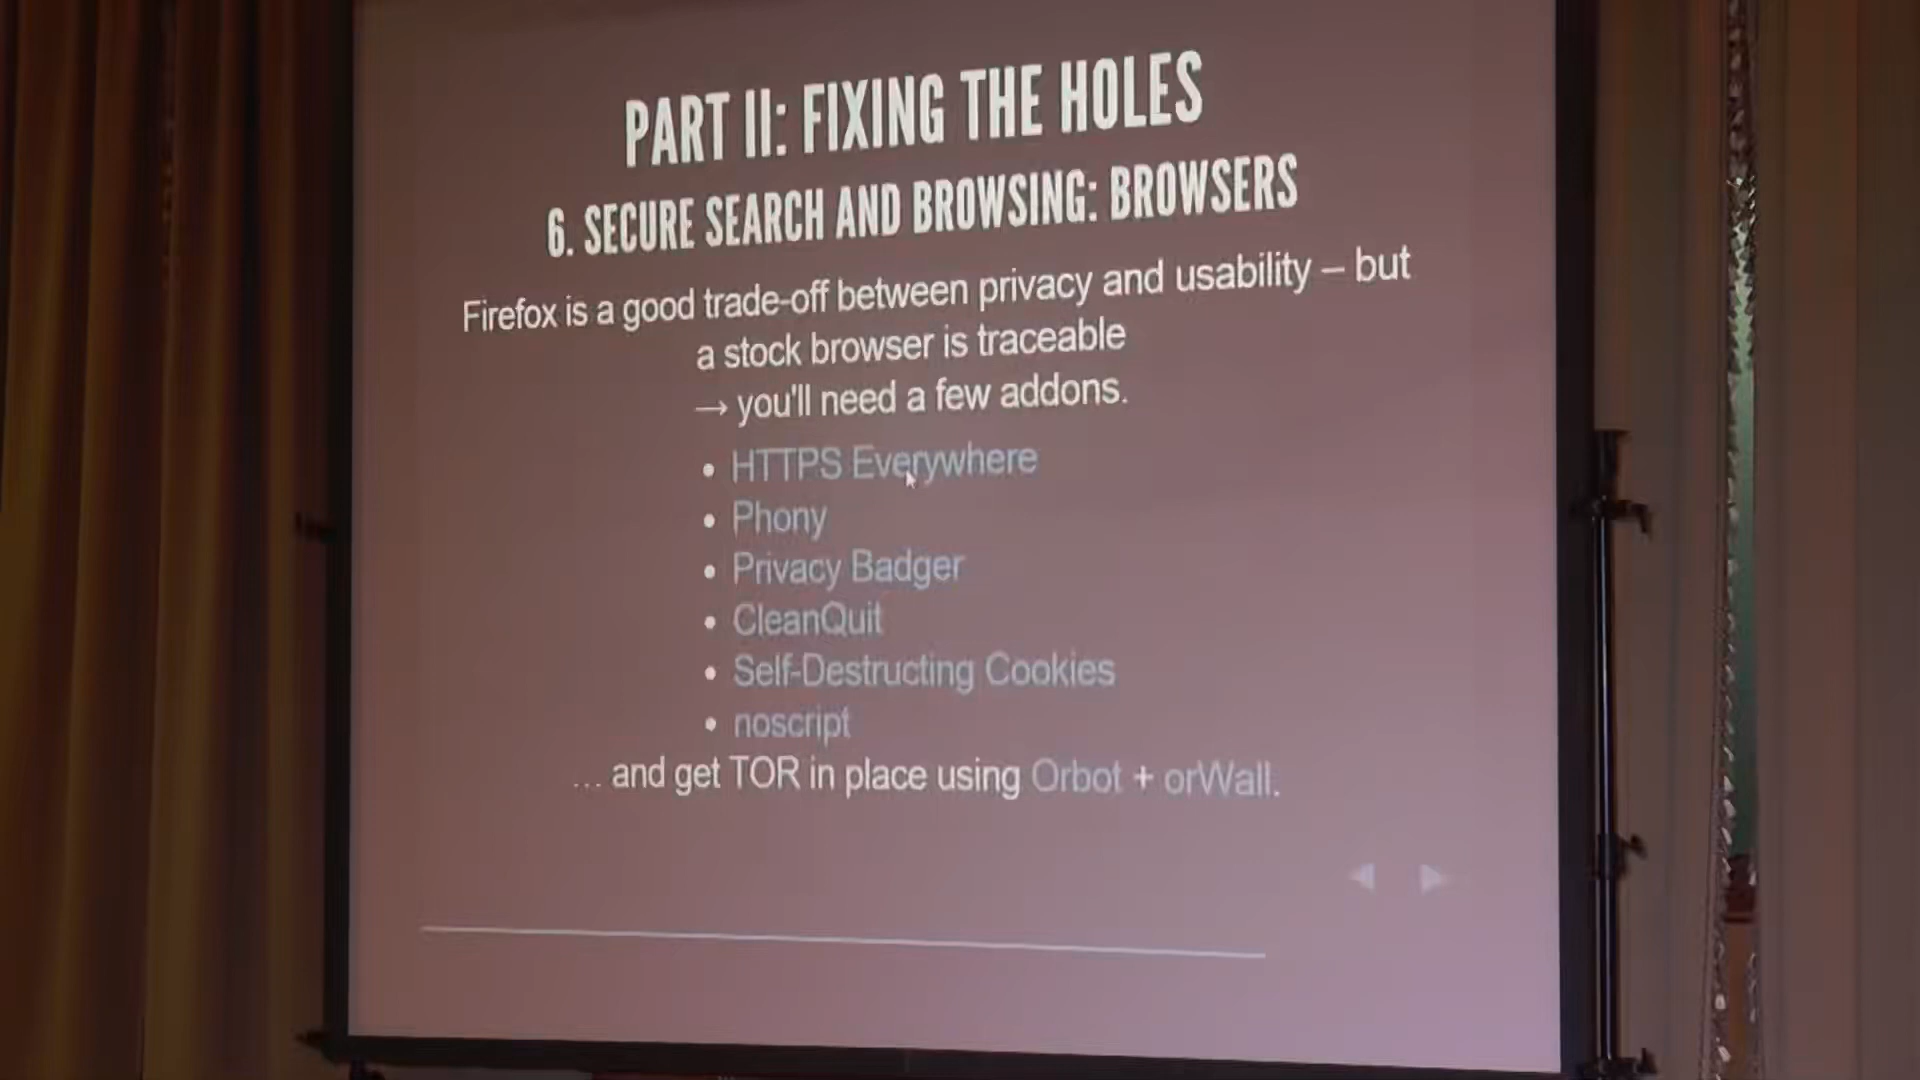 PART II: FIXING THE HOLES
6. SECURE SEARCH AND BROWSING: BROWSERS
Firefox is a good trade-off between privacy and usability – but
a stock browser is traceable
→ you'll need a few addons.
• HTTPS Everywhere
• Phony
• Privacy Badger
• CleanQuit
• Self-Destructing Cookies
• noscript
… and get TOR in place using Orbot + orWall.